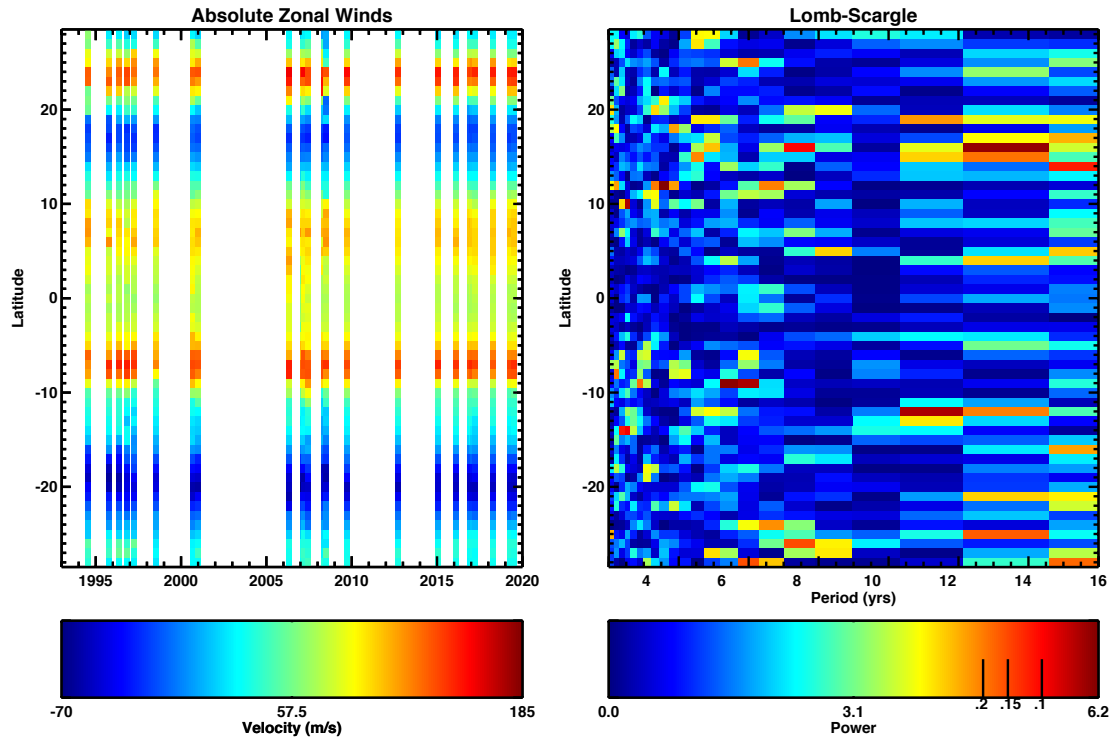 Absolute Zonal Winds
Latitude
20
10
0
-10
-20
1995 2000 2005 2010 2015 2020
-70 57.5 185
Velocity (m/s)
Lomb-Scargle
Latitude
20
10
0
-10
-20
4 6 8 10 12 14 16
Period (yrs)
.2 .15 .1
0.0 3.1 6.2
Power